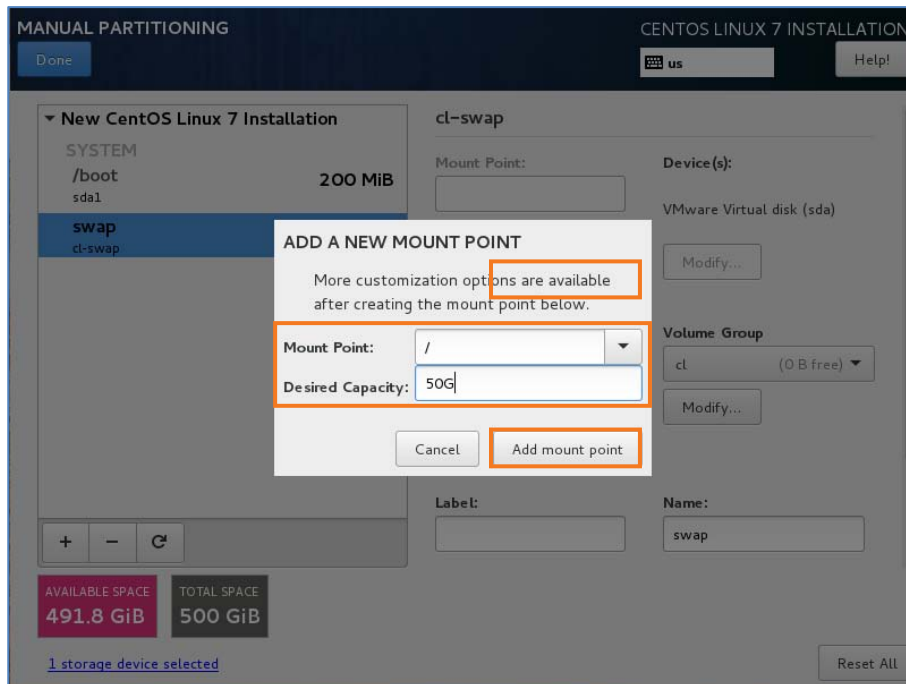 MANUAL PARTITIONING
CENTOS LINUX 7 INSTALLATION
Done
us
Help!
New CentOS Linux 7 Installation
cl-swap
SYSTEM
/boot
200 MiB
sda1
Mount Point:
Device(s):
VMware Virtual disk (sda)
swap
cl-swap
Modify...
ADD A NEW MOUNT POINT
More customization options are available
after creating the mount point below.
Mount Point:
/
Desired Capacity:
50G
Cancel
Add mount point
Volume Group
cl
(0 B free)
Modify...
Label:
Name:
swap
+
-
AVAILABLE SPACE
491.8 GiB
TOTAL SPACE
500 GiB
1 storage device selected
Reset All